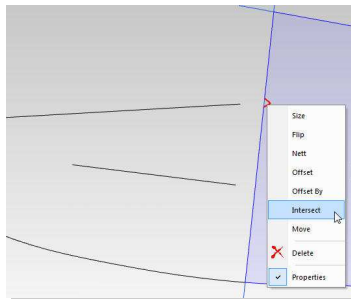 Size
Flip
Nett
Offset
Offset By
Intersect
Move
Delete
Properties